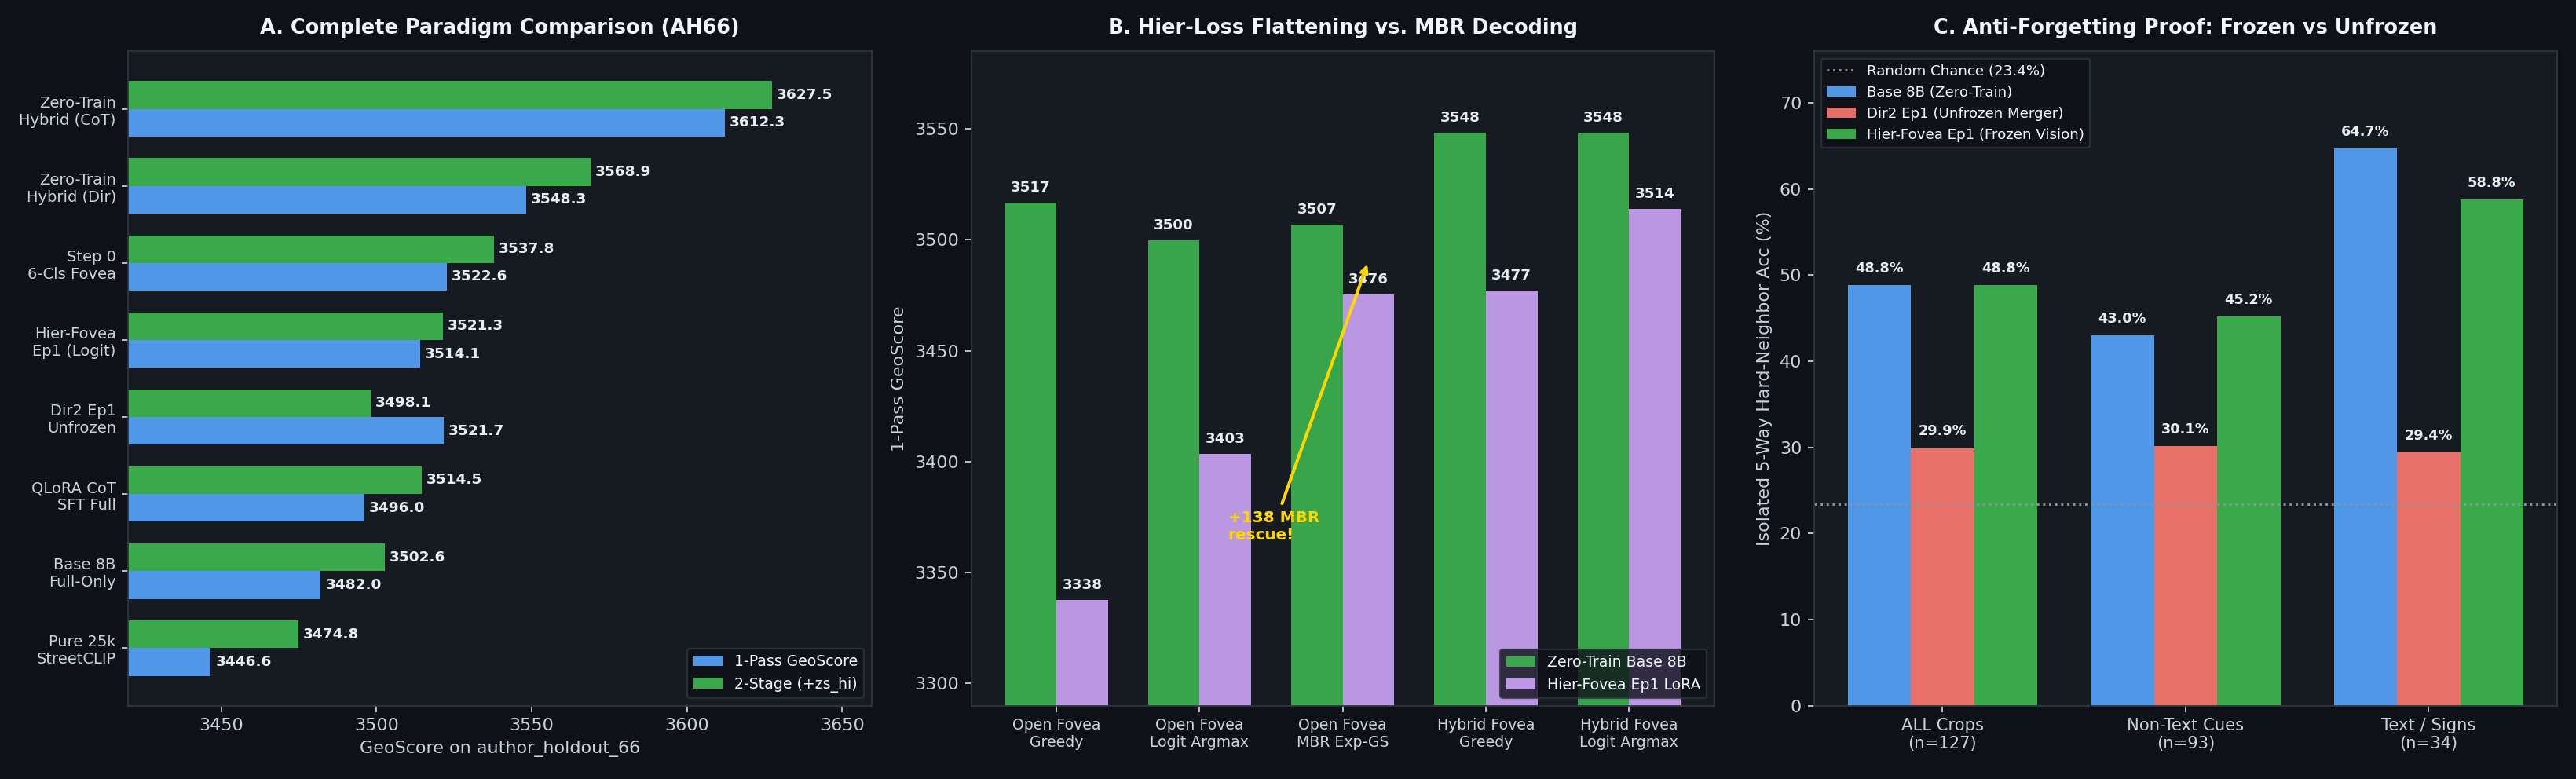 A. Complete Paradigm Comparison (AH66)
Zero-Train
Hybrid (CoT)
3627.5
3612.3
Zero-Train
Hybrid (Dir)
3568.9
3548.3
Step 0
6-Cls Fovea
3537.8
3522.6
Hier-Fovea
Ep1 (Logit)
3521.3
3514.1
Dir2 Ep1
Unfrozen
3498.1
3521.7
QLoRA CoT
SFT Full
3514.5
3496.0
Base 8B
Full-Only
3502.6
3482.0
Pure 25k
StreetCLIP
3474.8
3446.6
1-Pass GeoScore
2-Stage (+zs_hi)
3450
3500
3550
3600
3650
GeoScore on author_holdout_66
B. Hier-Loss Flattening vs. MBR Decoding
1-Pass GeoScore
3550
3500
3450
3400
3350
3300
3517
3338
3500
3403
3507
3476
3548
3477
3548
3514
+138 MBR
rescue!
Zero-Train Base 8B
Hier-Fovea Ep1 LoRA
Open Fovea
Greedy
Open Fovea
Logit Argmax
Open Fovea
MBR Exp-GS
Hybrid Fovea
Greedy
Hybrid Fovea
Logit Argmax
C. Anti-Forgetting Proof: Frozen vs Unfrozen
Isolated 5-Way Hard-Neighbor Acc (%)
70
60
50
40
30
20
10
0
Random Chance (23.4%)
Base 8B (Zero-Train)
Dir2 Ep1 (Unfrozen Merger)
Hier-Fovea Ep1 (Frozen Vision)
48.8%
29.9%
48.8%
43.0%
30.1%
45.2%
64.7%
29.4%
58.8%
ALL Crops
(n=127)
Non-Text Cues
(n=93)
Text / Signs
(n=34)